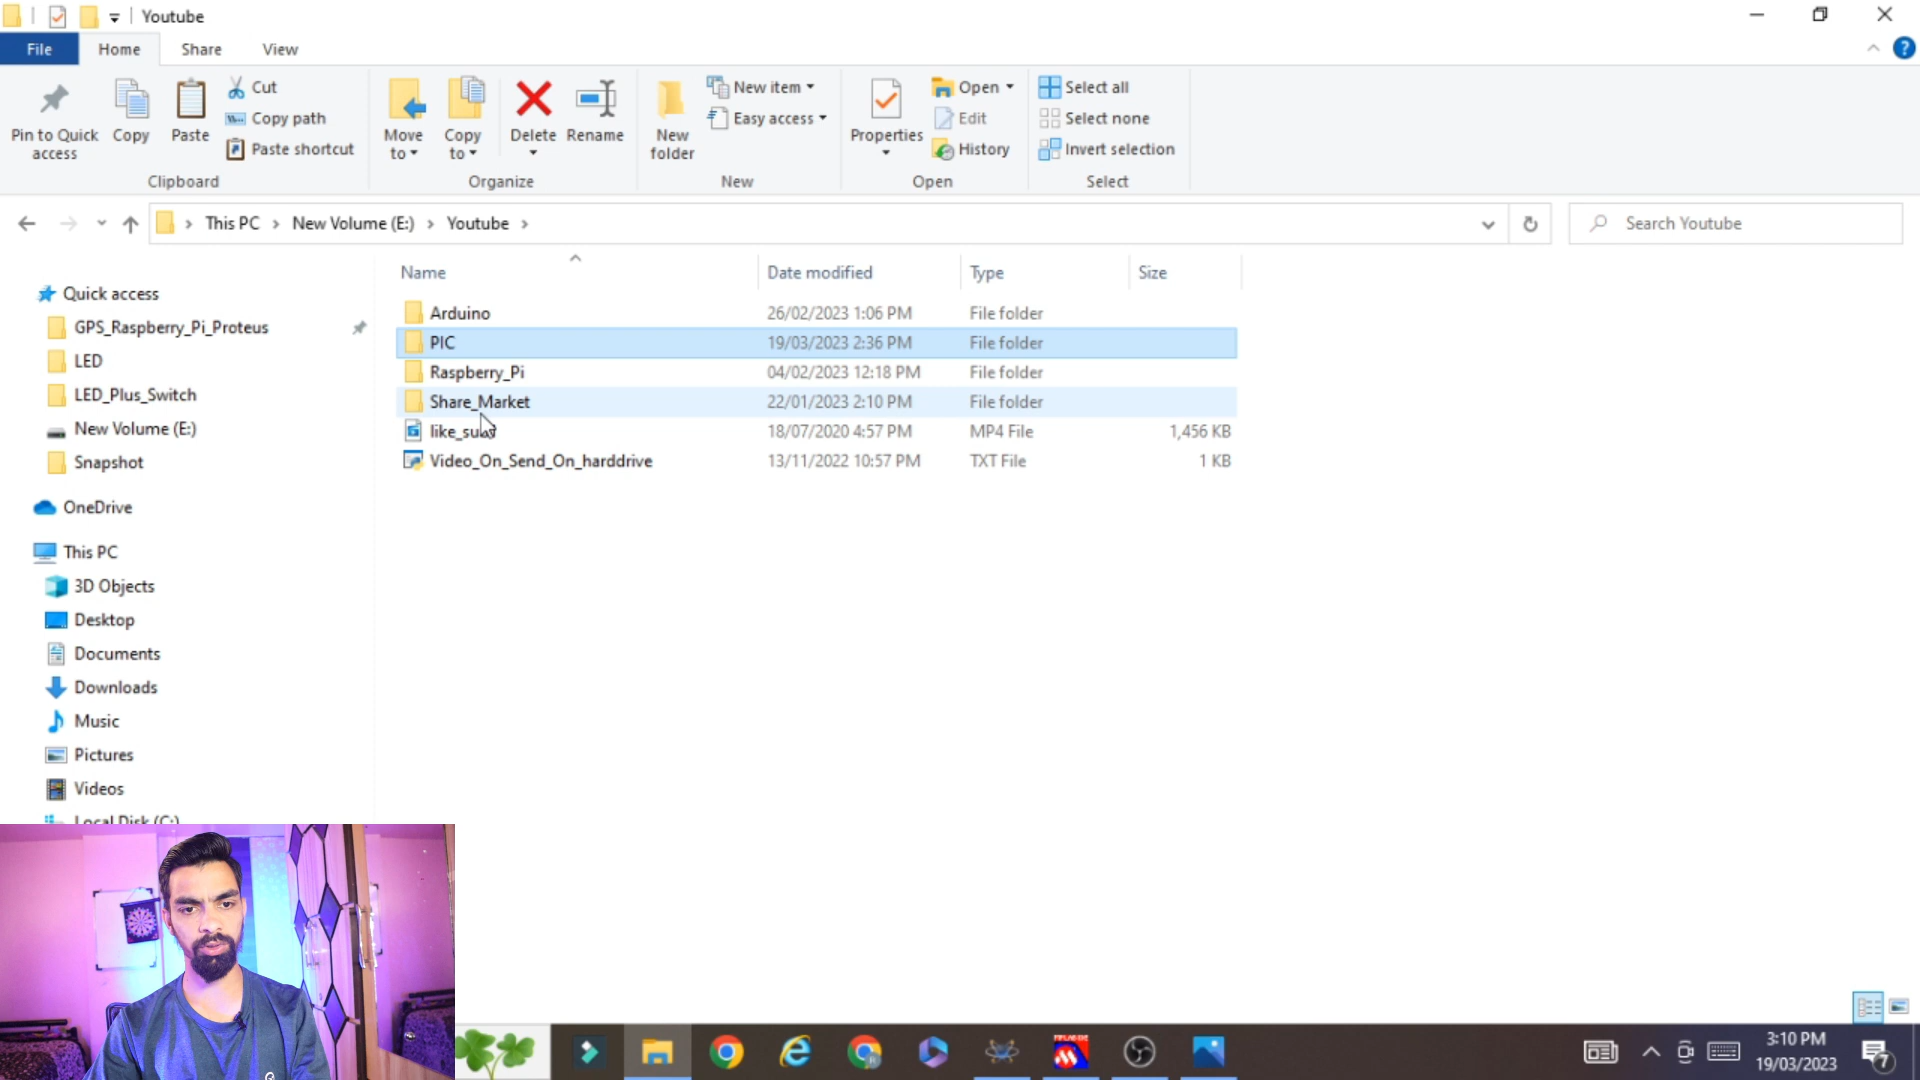 Youtube
File Home Share View
Pin to Quick access
Copy
Paste
Cut
Copy path
Paste shortcut
Clipboard
Move to
Copy to
Delete
Rename
Organize
New folder
New item
Easy access
New
Properties
Open
Edit
History
Open
Select all
Select none
Invert selection
Select
This PC > New Volume (E:) > Youtube >
Search Youtube
Name Date modified Type Size
Arduino 26/02/2023 1:06 PM File folder
PIC 19/03/2023 2:36 PM File folder
Raspberry_Pi 04/02/2023 12:18 PM File folder
Share_Market 22/01/2023 2:10 PM File folder
18/07/2020 4:57 PM MP4 File 1,456 KB
Video_On_Send_On_harddrive 13/11/2022 10:57 PM TXT File 1 KB
Quick access
GPS_Raspberry_Pi_Proteus
LED
LED_Plus_Switch
New Volume (E:)
Snapshot
OneDrive
This PC
3D Objects
Desktop
Documents
Downloads
Music
Pictures
Videos
Local Disk (C:)
3:10 PM
19/03/2023
7